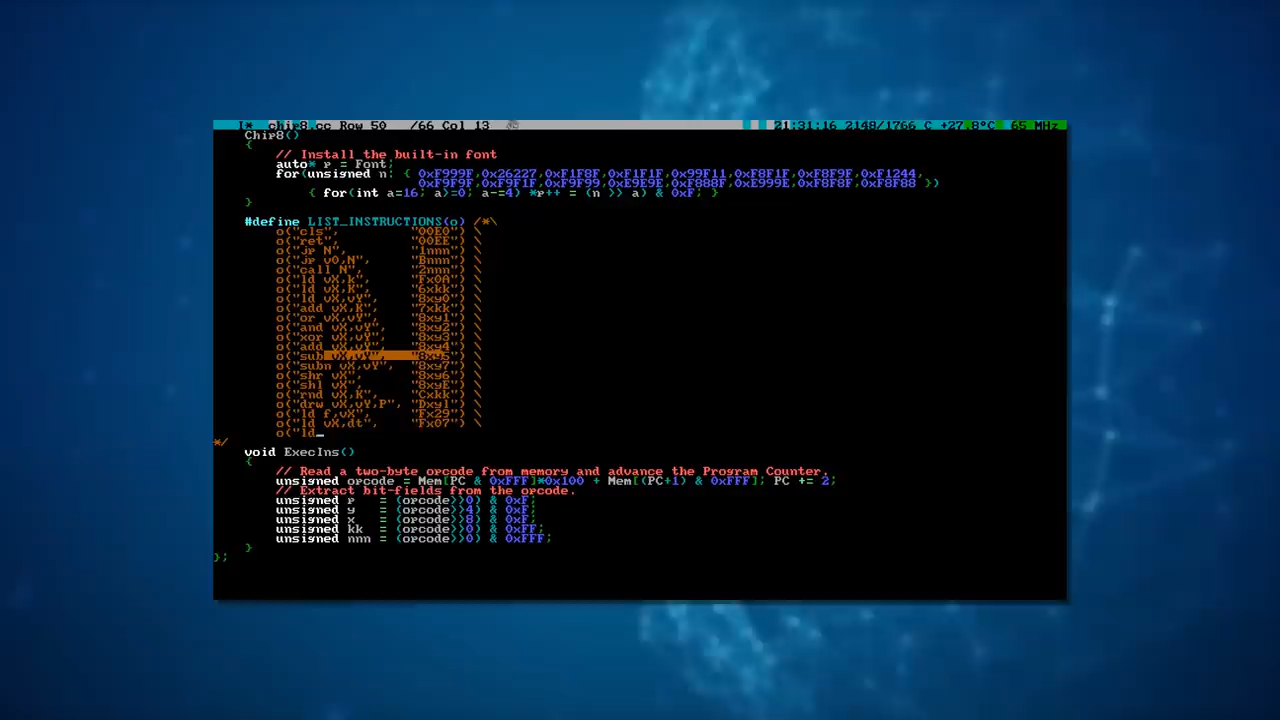 I* chip8.cc Row 50 /66 Col 13 21:31:16 2149/1766 C +27.8°C 65 MHz
Chip8()
{
// Install the built-in font
auto* p = Font;
for(unsigned n: { 0xF999F,0x26227,0xF1F8F,0xF1F1F,0x99F11,0xF8F1F,0xF8F9F,0xF1244,
0xF9F9F,0xF9F1F,0xF9F99,0xE9E9E,0xF888F,0xE999E,0xF8F8F,0xF8F88 })
{ for(int a=16; a>=0; a-=4) *p++ = (n >> a) & 0xF; }
}
#define LIST_INSTRUCTIONS(o) /*\
o("cls", "00E0") \
o("ret", "00EE") \
o("jp N", "1nnn") \
o("jp v0,N", "Bnnn") \
o("call N", "2nnn") \
o("ld vX,k", "Fx0A") \
o("ld vX,K", "6xkk") \
o("ld vX,vY", "8xy0") \
o("add vX,K", "7xkk") \
o("or vX,vY", "8xy1") \
o("and vX,vY", "8xy2") \
o("xor vX,vY", "8xy3") \
o("add vX,vY", "8xy4") \
o("sub vX,vY", "8xy5") \
o("subn vX,vY", "8xy7") \
o("shr vX", "8xy6") \
o("shl vX", "8xyE") \
o("rnd vX,K", "Cxkk") \
o("drw vX,vY,P", "Dxy1") \
o("ld f,vX", "Fx29") \
o("ld vX,dt", "Fx07") \
o("ld_
*/
void ExecIns()
{
// Read a two-byte opcode from memory and advance the Program Counter.
unsigned opcode = Mem[PC & 0xFFF]*0x100 + Mem[(PC+1) & 0xFFF]; PC += 2;
// Extract bit-fields from the opcode.
unsigned p = (opcode>>0) & 0xF;
unsigned y = (opcode>>4) & 0xF;
unsigned x = (opcode>>8) & 0xF;
unsigned kk = (opcode>>0) & 0xFF;
unsigned nnn = (opcode>>0) & 0xFFF;
}
};